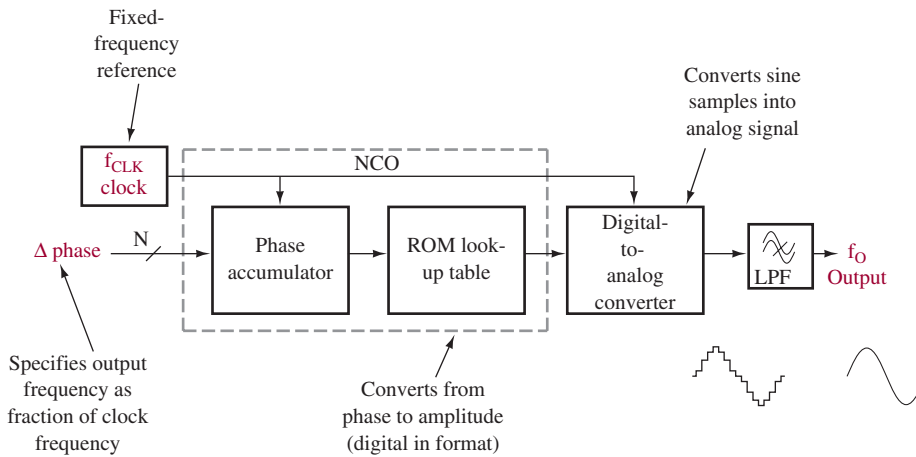 Fixed-
frequency
reference
Converts sine
samples into
analog signal
f_CLK
clock
NCO
Δ phase
N
Phase
accumulator
ROM look-
up table
Digital-
to-
analog
converter
LPF
f_O
Output
Specifies output
frequency as
fraction of clock
frequency
Converts from
phase to amplitude
(digital in format)